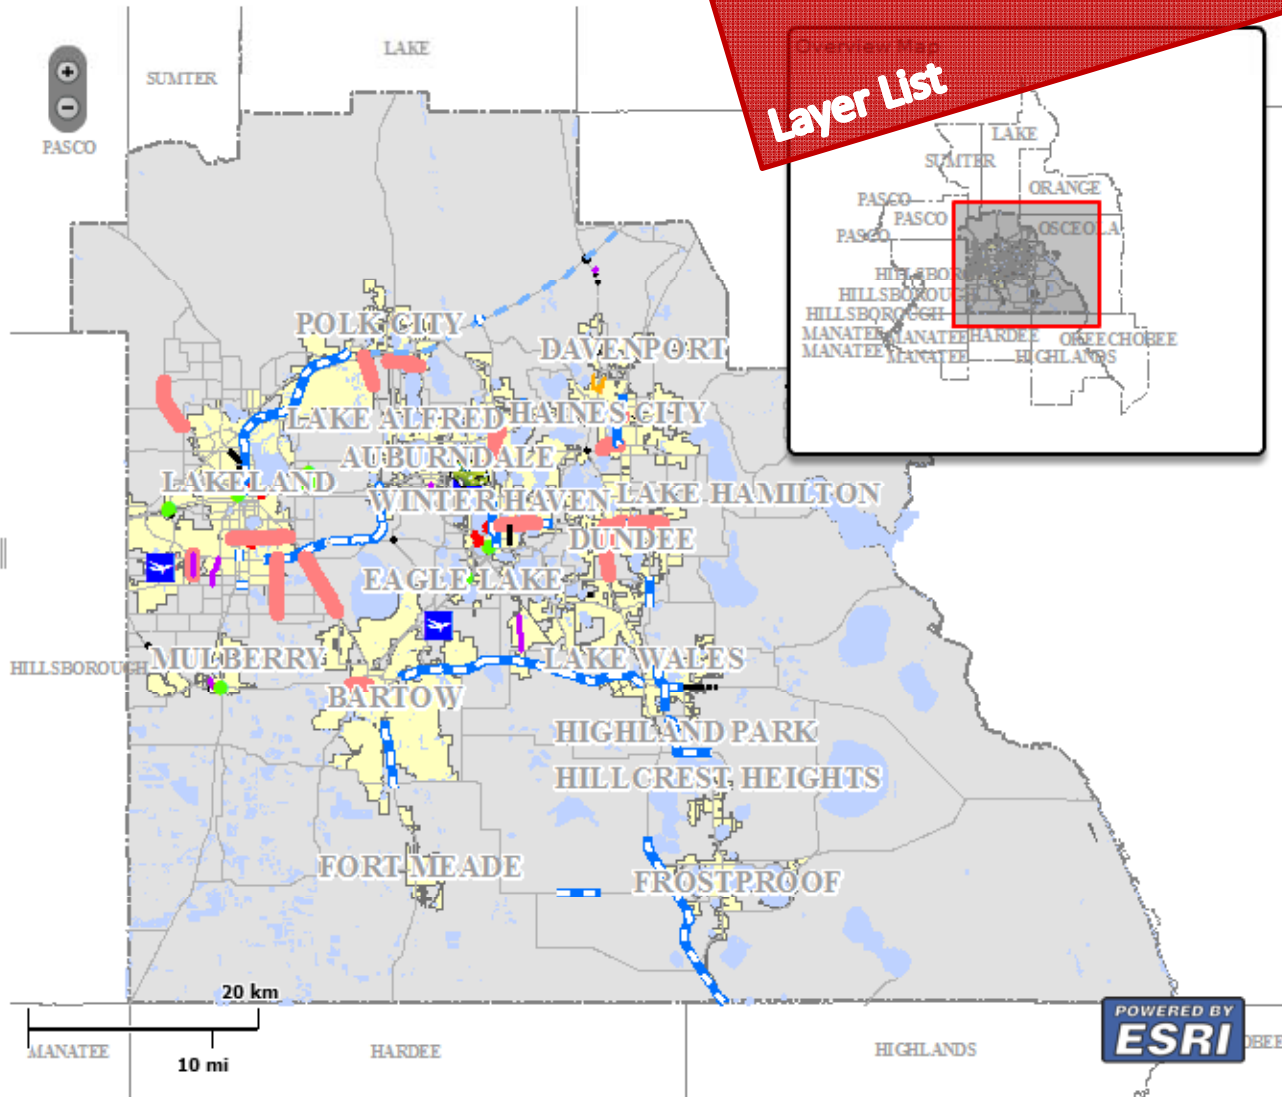 LAKE
SUMTER
PASCO
Overview Map
Layer List
LAKE
SUMTER
ORANGE
PASCO
PASCO
OSCEOLA
PASCO
HILLSBOROUGH
HILLSBOROUGH
MANATEE
MANATEE
HARDEE
OKEECHOBEE
MANATEE
MANATEE
HIGHLANDS
POLK CITY
DAVENPORT
LAKE ALFRED
HAINES CITY
AUBURNDALE
LAKELAND
WINTER HAVEN
LAKE HAMILTON
DUNDEE
EAGLE LAKE
HILLSBOROUGH
MULBERRY
LAKE WALES
BARTOW
HIGHLAND PARK
HILLCREST HEIGHTS
FORT MEADE
FROSTPROOF
20 km
10 mi
MANATEE
HARDEE
HIGHLANDS
POWERED BY
ESRI